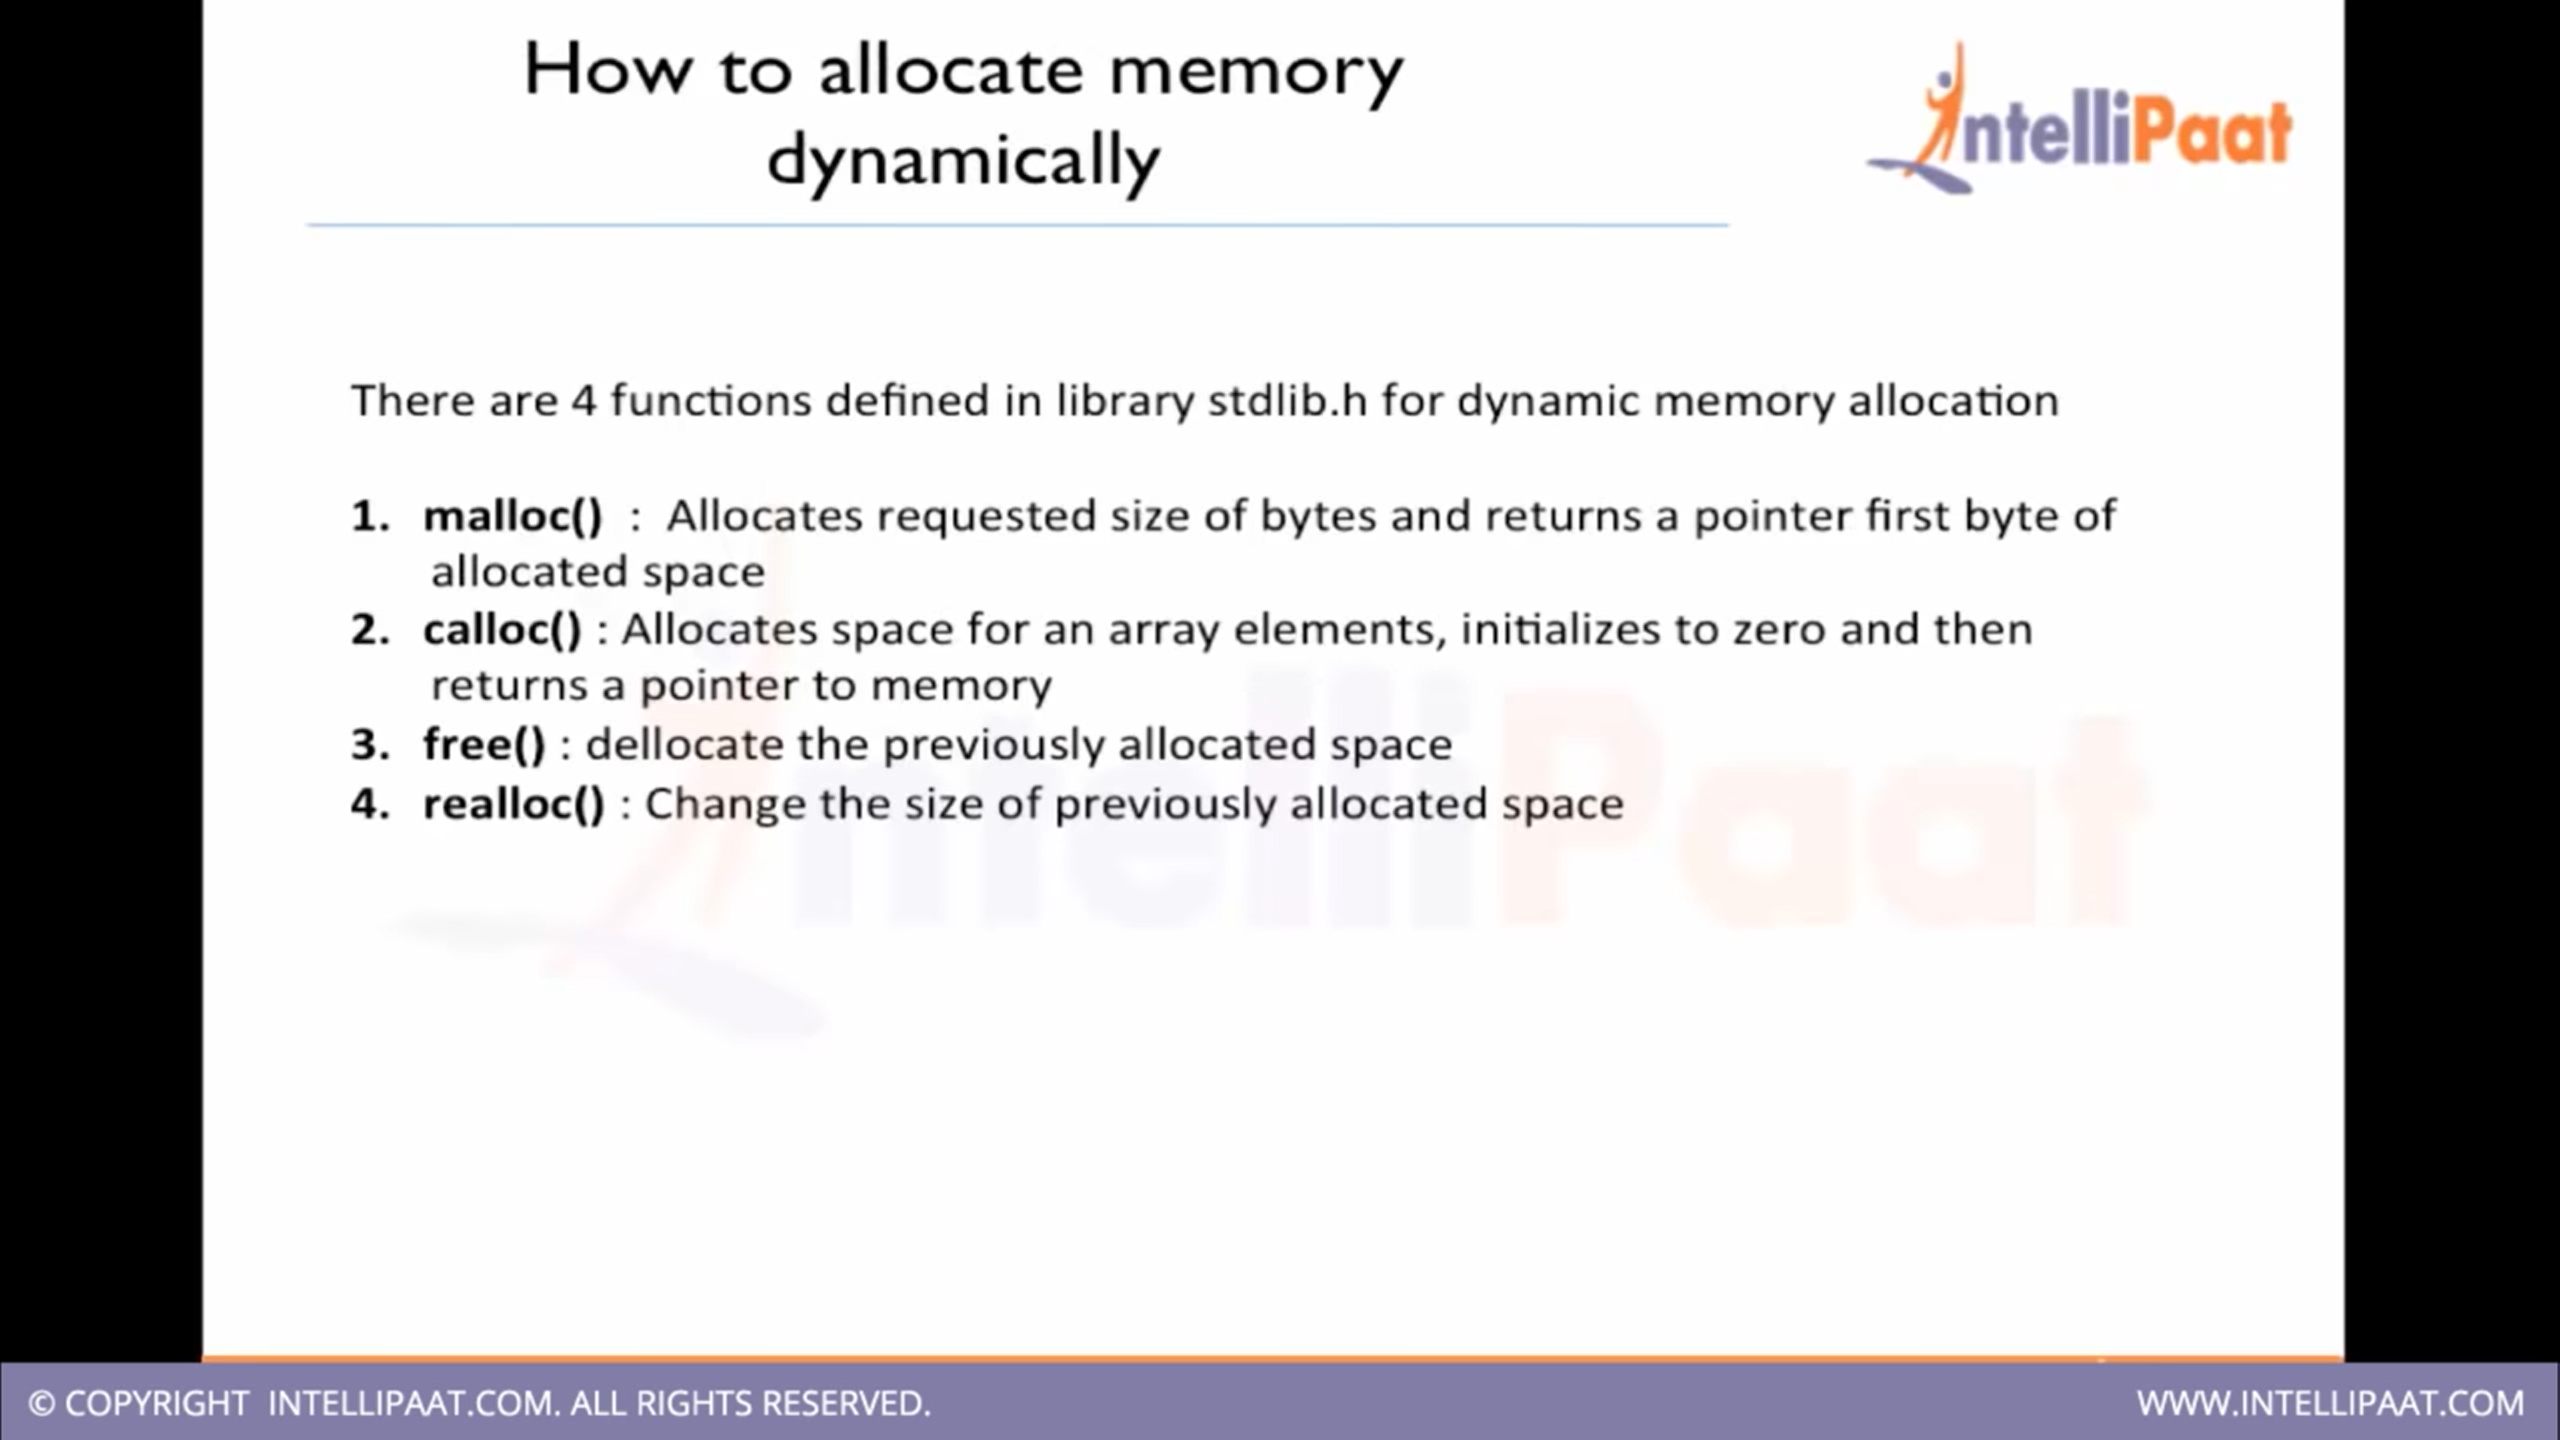 How to allocate memory
dynamically
IntelliPaat
There are 4 functions defined in library stdlib.h for dynamic memory allocation
1. malloc() : Allocates requested size of bytes and returns a pointer first byte of
allocated space
2. calloc() : Allocates space for an array elements, initializes to zero and then
returns a pointer to memory
3. free() : dellocate the previously allocated space
4. realloc() : Change the size of previously allocated space
IntelliPaat
© COPYRIGHT INTELLIPAAT.COM. ALL RIGHTS RESERVED.
WWW.INTELLIPAAT.COM